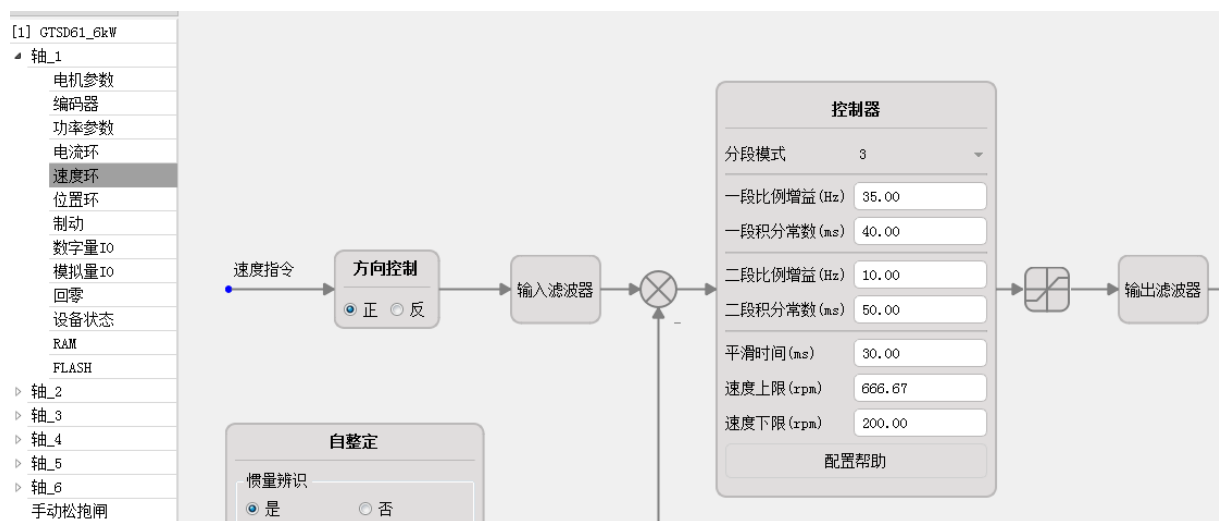 [1] GTSD61_6kW
轴_1
电机参数
编码器
功率参数
电流环
速度环
位置环
制动
数字量IO
模拟量IO
回零
设备状态
RAM
FLASH
轴_2
轴_3
轴_4
轴_5
轴_6
手动松抱闸
速度指令
方向控制
正 反
输入滤波器
-
控制器
分段模式 3
一段比例增益(Hz) 35.00
一段积分常数(ms) 40.00
二段比例增益(Hz) 10.00
二段积分常数(ms) 50.00
平滑时间(ms) 30.00
速度上限(rpm) 666.67
速度下限(rpm) 200.00
配置帮助
输出滤波器
自整定
惯量辨识
是 否